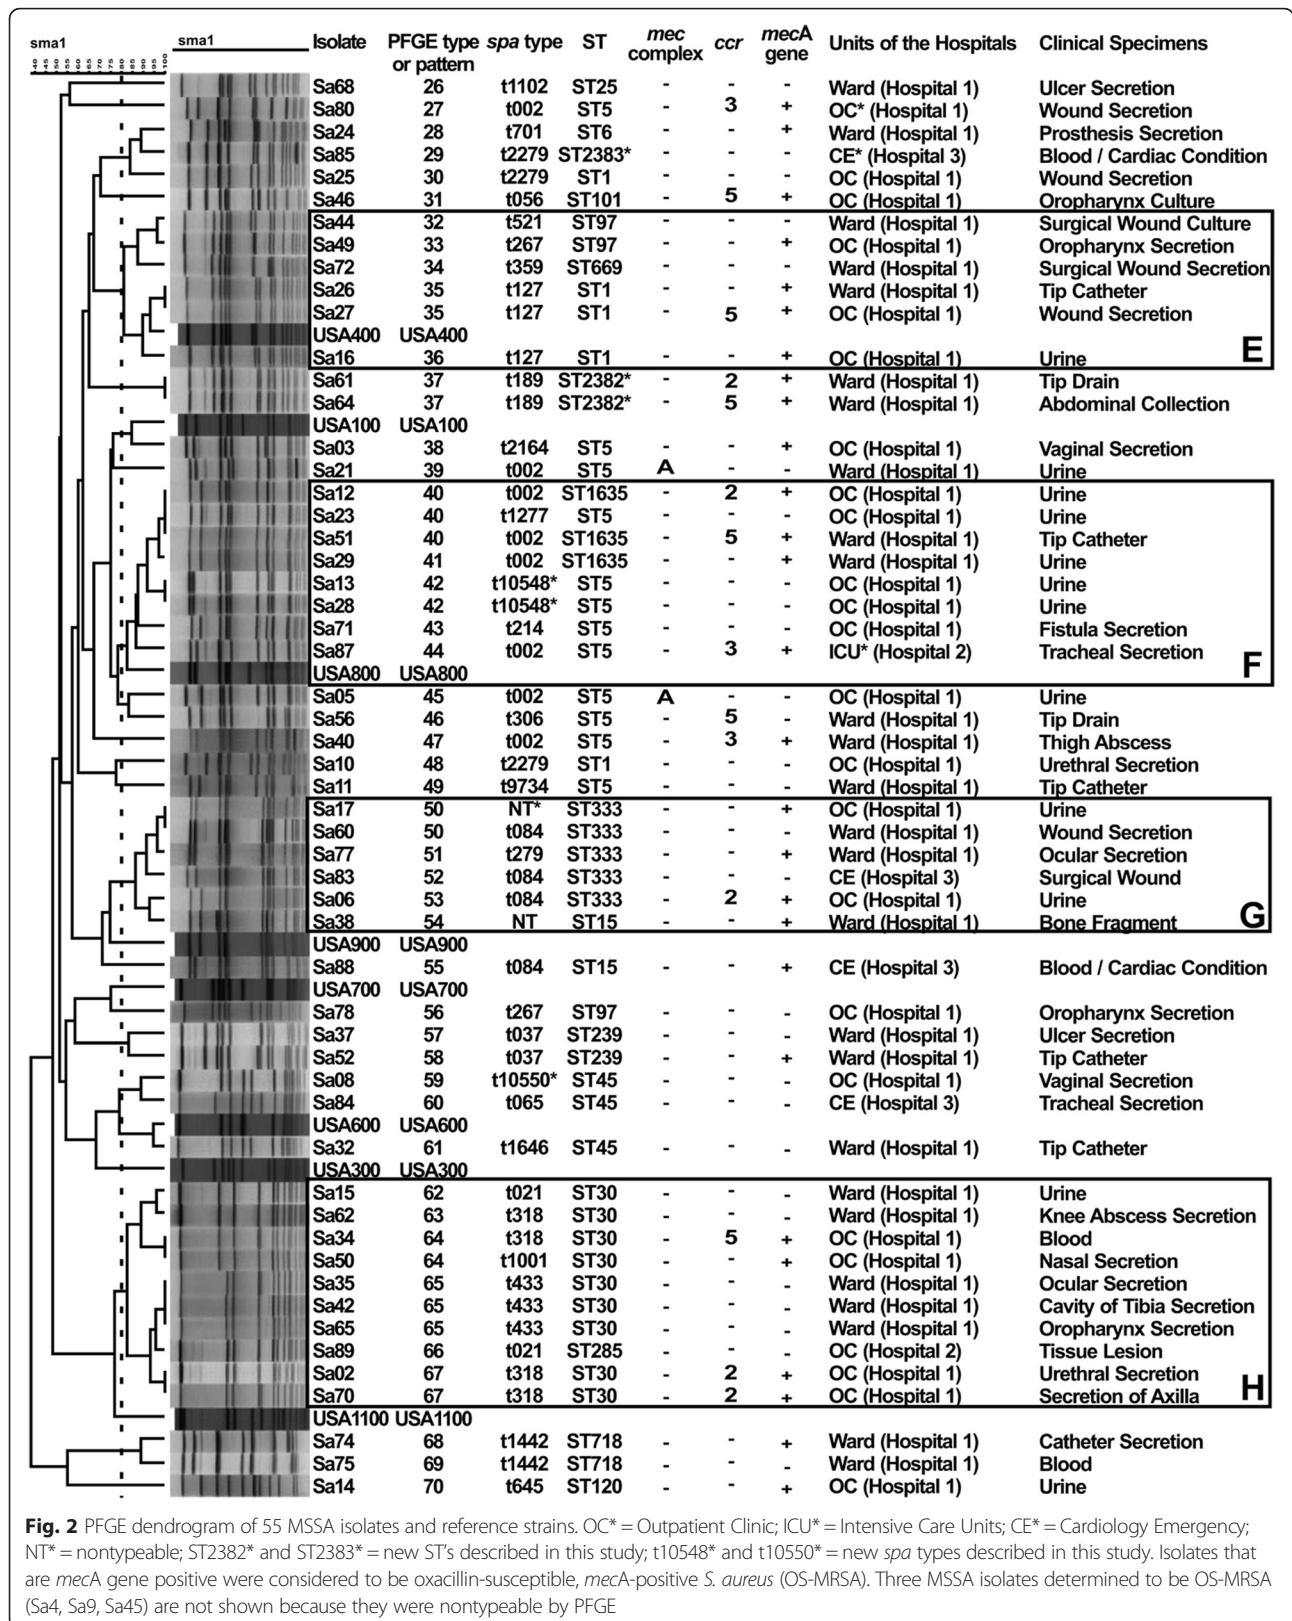 sma1 sma1 Isolate PFGE type or pattern spa type ST mec complex ccr mecA gene Units of the Hospitals Clinical Specimens
40 45 50 55 60 65 70 75 80 85 90 95 100
Sa68 26 t1102 ST25 - - - Ward (Hospital 1) Ulcer Secretion
Sa80 27 t002 ST5 - 3 + OC* (Hospital 1) Wound Secretion
Sa24 28 t701 ST6 - - + Ward (Hospital 1) Prosthesis Secretion
Sa85 29 t2279 ST2383* - - - CE* (Hospital 3) Blood / Cardiac Condition
Sa25 30 t2279 ST1 - - - OC (Hospital 1) Wound Secretion
Sa46 31 t056 ST101 - 5 + OC (Hospital 1) Oropharynx Culture
Sa44 32 t521 ST97 - - - Ward (Hospital 1) Surgical Wound Culture
Sa49 33 t267 ST97 - - + OC (Hospital 1) Oropharynx Secretion
Sa72 34 t359 ST669 - - - Ward (Hospital 1) Surgical Wound Secretion
Sa26 35 t127 ST1 - - + Ward (Hospital 1) Tip Catheter
Sa27 35 t127 ST1 - 5 + OC (Hospital 1) Wound Secretion
USA400 USA400 E
Sa16 36 t127 ST1 - - + OC (Hospital 1) Urine
Sa61 37 t189 ST2382* - 2 + Ward (Hospital 1) Tip Drain
Sa64 37 t189 ST2382* - 5 + Ward (Hospital 1) Abdominal Collection
USA100 USA100
Sa03 38 t2164 ST5 - - + OC (Hospital 1) Vaginal Secretion
Sa21 39 t002 ST5 A - - Ward (Hospital 1) Urine
Sa12 40 t002 ST1635 - 2 + OC (Hospital 1) Urine
Sa23 40 t1277 ST5 - - - OC (Hospital 1) Urine
Sa51 40 t002 ST1635 - 5 + Ward (Hospital 1) Tip Catheter
Sa29 41 t002 ST1635 - - + Ward (Hospital 1) Urine
Sa13 42 t10548* ST5 - - - OC (Hospital 1) Urine
Sa28 42 t10548* ST5 - - - OC (Hospital 1) Urine
Sa71 43 t214 ST5 - - - OC (Hospital 1) Fistula Secretion
Sa87 44 t002 ST5 - 3 + ICU* (Hospital 2) Tracheal Secretion
USA800 USA800 F
Sa05 45 t002 ST5 A - - OC (Hospital 1) Urine
Sa56 46 t306 ST5 - 5 - Ward (Hospital 1) Tip Drain
Sa40 47 t002 ST5 - 3 + Ward (Hospital 1) Thigh Abscess
Sa10 48 t2279 ST1 - - - OC (Hospital 1) Urethral Secretion
Sa11 49 t9734 ST5 - - - Ward (Hospital 1) Tip Catheter
Sa17 50 NT* ST333 - - + OC (Hospital 1) Urine
Sa60 50 t084 ST333 - - - Ward (Hospital 1) Wound Secretion
Sa77 51 t279 ST333 - - + Ward (Hospital 1) Ocular Secretion
Sa83 52 t084 ST333 - - - CE (Hospital 3) Surgical Wound
Sa06 53 t084 ST333 - 2 + OC (Hospital 1) Urine
Sa38 54 NT ST15 - - + Ward (Hospital 1) Bone Fragment G
USA900 USA900
Sa88 55 t084 ST15 - - + CE (Hospital 3) Blood / Cardiac Condition
USA700 USA700
Sa78 56 t267 ST97 - - - OC (Hospital 1) Oropharynx Secretion
Sa37 57 t037 ST239 - - - Ward (Hospital 1) Ulcer Secretion
Sa52 58 t037 ST239 - - + Ward (Hospital 1) Tip Catheter
Sa08 59 t10550* ST45 - - - OC (Hospital 1) Vaginal Secretion
Sa84 60 t065 ST45 - - - CE (Hospital 3) Tracheal Secretion
USA600 USA600
Sa32 61 t1646 ST45 - - - Ward (Hospital 1) Tip Catheter
USA300 USA300
Sa15 62 t021 ST30 - - - Ward (Hospital 1) Urine
Sa62 63 t318 ST30 - - - Ward (Hospital 1) Knee Abscess Secretion
Sa34 64 t318 ST30 - 5 + OC (Hospital 1) Blood
Sa50 64 t1001 ST30 - - + OC (Hospital 1) Nasal Secretion
Sa35 65 t433 ST30 - - - Ward (Hospital 1) Ocular Secretion
Sa42 65 t433 ST30 - - - Ward (Hospital 1) Cavity of Tibia Secretion
Sa65 65 t433 ST30 - - - Ward (Hospital 1) Oropharynx Secretion
Sa89 66 t021 ST285 - - - OC (Hospital 2) Tissue Lesion
Sa02 67 t318 ST30 - 2 + OC (Hospital 1) Urethral Secretion
Sa70 67 t318 ST30 - 2 + OC (Hospital 1) Secretion of Axilla H
USA1100 USA1100
Sa74 68 t1442 ST718 - - + Ward (Hospital 1) Catheter Secretion
Sa75 69 t1442 ST718 - - - Ward (Hospital 1) Blood
Sa14 70 t645 ST120 - - + OC (Hospital 1) Urine
Fig. 2 PFGE dendrogram of 55 MSSA isolates and reference strains. OC* = Outpatient Clinic; ICU* = Intensive Care Units; CE* = Cardiology Emergency;
NT* = nontypeable; ST2382* and ST2383* = new ST's described in this study; t10548* and t10550* = new spa types described in this study. Isolates that
are mecA gene positive were considered to be oxacillin-susceptible, mecA-positive S. aureus (OS-MRSA). Three MSSA isolates determined to be OS-MRSA
(Sa4, Sa9, Sa45) are not shown because they were nontypeable by PFGE